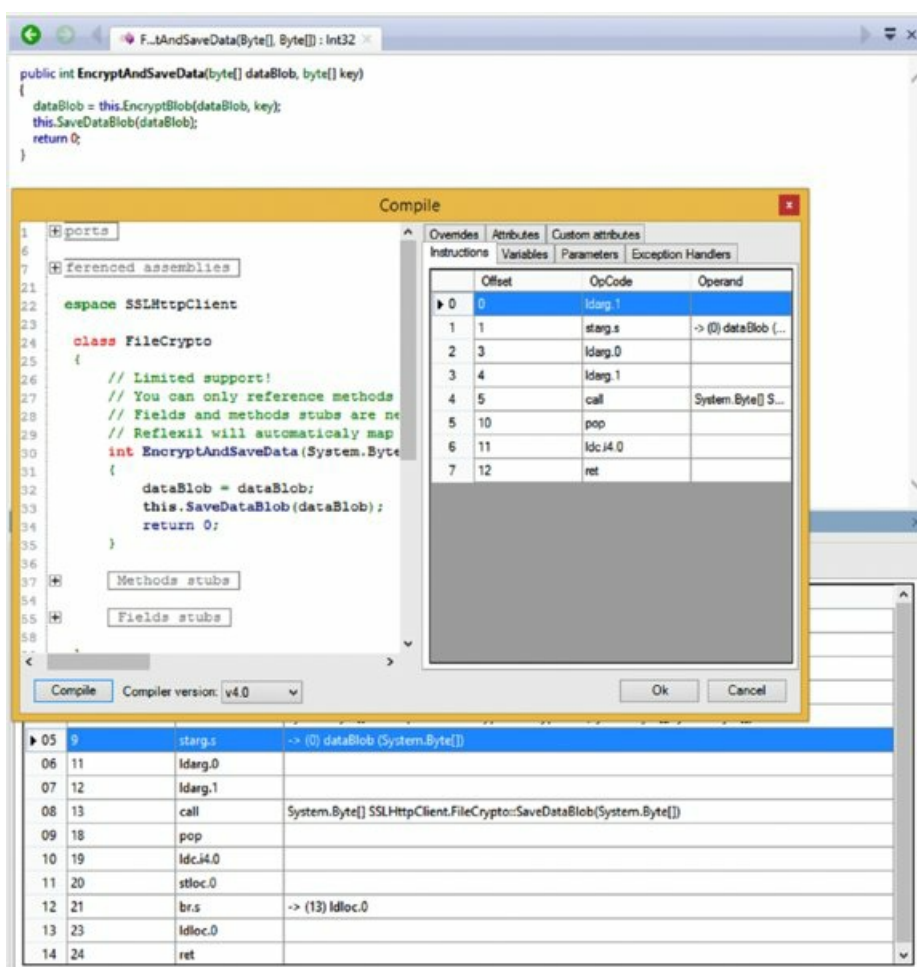 F...tAndSaveData(Byte[], Byte[]) : Int32
public int EncryptAndSaveData(byte[] dataBlob, byte[] key)
{
dataBlob = this.EncryptBlob(dataBlob, key);
this.SaveDataBlob(dataBlob);
return 0;
}
Compile
1 ports
6
7 ferenced assemblies
21
22 espace SSLHttpClient
23
24 class FileCrypto
25 {
26 // Limited support!
27 // You can only reference methods
28 // Fields and methods stubs are ne
29 // Reflexil will automaticaly map
30 int EncryptAndSaveData(System.Byte
31 {
32 dataBlob = dataBlob;
33 this.SaveDataBlob(dataBlob);
34 return 0;
35 }
36
37 Methods stubs
54
55 Fields stubs
58
Compile Compiler version: v4.0
Overrides Attributes Custom attributes
Instructions Variables Parameters Exception Handlers
Offset OpCode Operand
0 0 ldarg.1
1 1 starg.s -> (0) dataBlob (...
2 3 ldarg.0
3 4 ldarg.1
4 5 call System.Byte[] S...
5 10 pop
6 11 ldc.i4.0
7 12 ret
Ok Cancel
05 9 starg.s -> (0) dataBlob (System.Byte[])
06 11 ldarg.0
07 12 ldarg.1
08 13 call System.Byte[] SSLHttpClient.FileCrypto::SaveDataBlob(System.Byte[])
09 18 pop
10 19 ldc.i4.0
11 20 stloc.0
12 21 br.s -> (13) ldloc.0
13 23 ldloc.0
14 24 ret